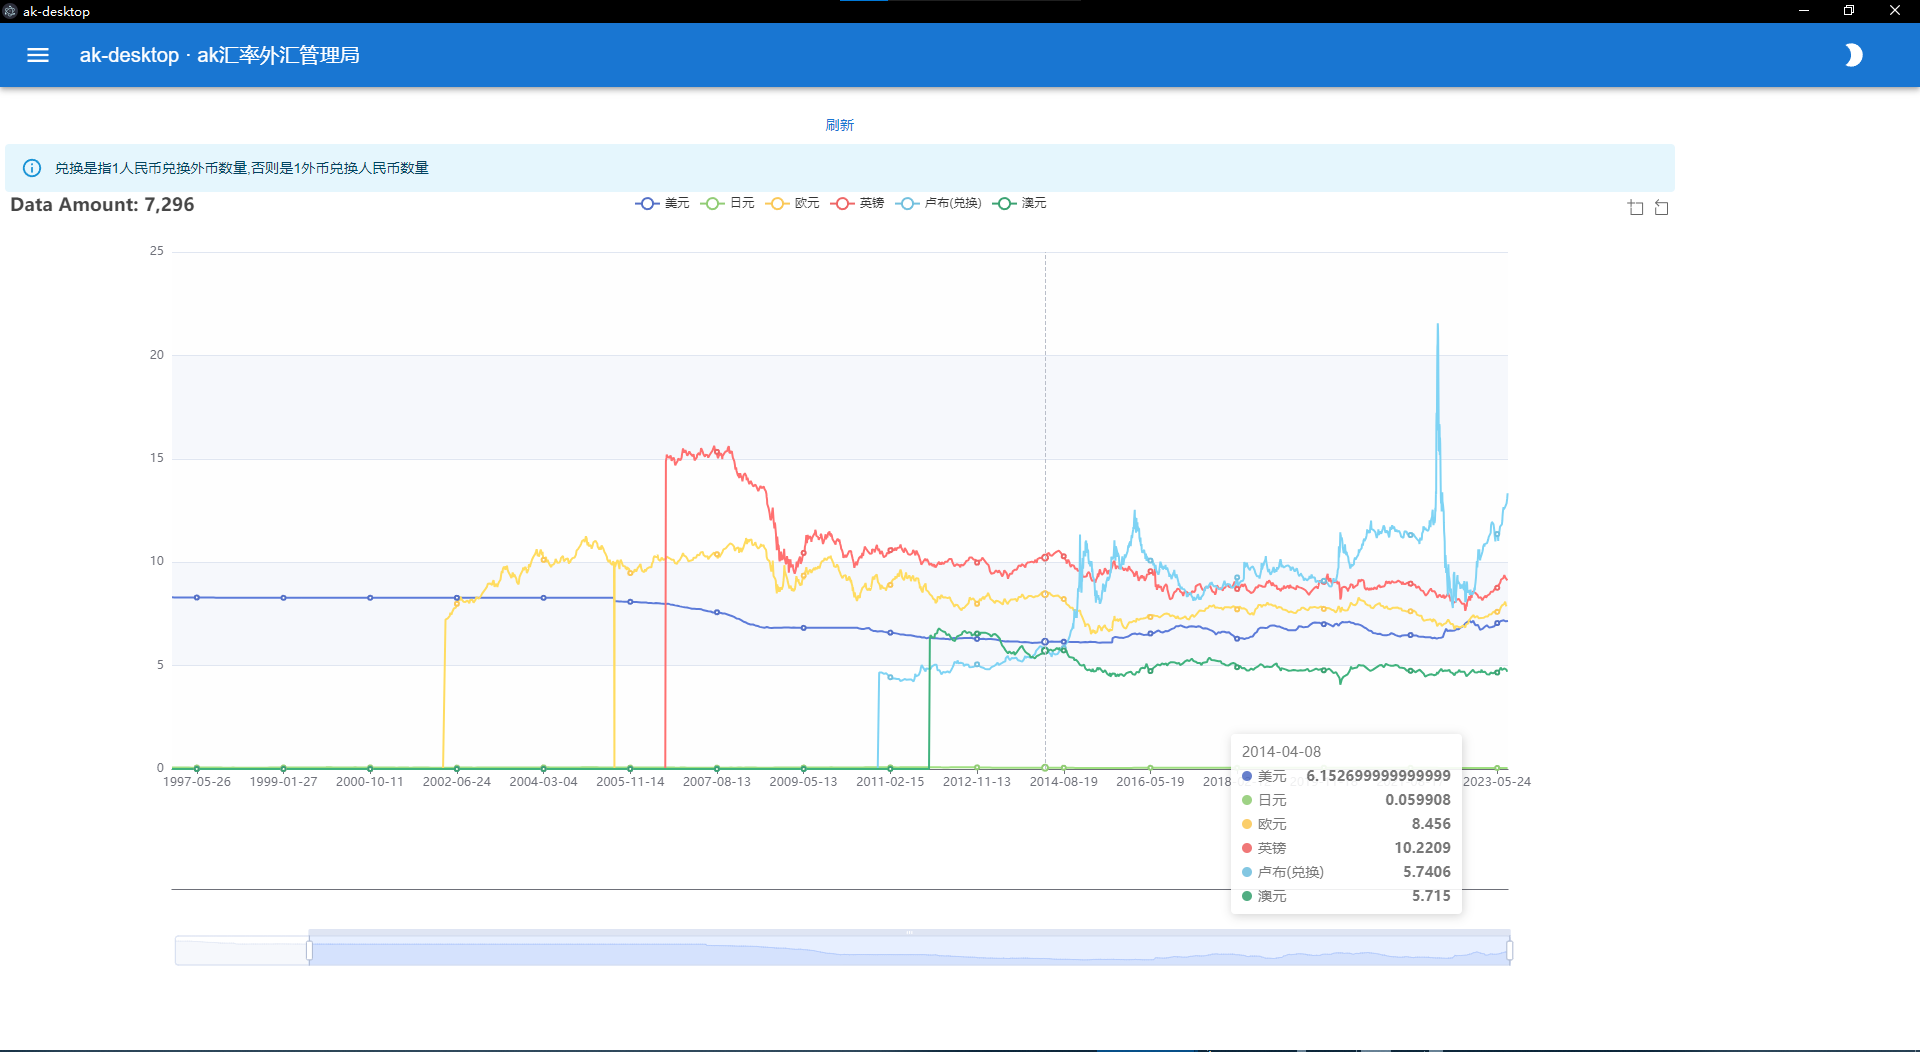 ak-desktop
ak-desktop · ak汇率外汇管理局
刷新
兑换是指1人民币兑换外币数量,否则是1外币兑换人民币数量
Data Amount: 7,296
美元 日元 欧元 英镑 卢布(兑换) 澳元
25
20
15
10
5
0
1997-05-26 1999-01-27 2000-10-11 2002-06-24 2004-03-04 2005-11-14 2007-08-13 2009-05-13 2011-02-15 2012-11-13 2014-08-19 2016-05-19 2018 2023-05-24
2014-04-08
美元 6.152699999999999
日元 0.059908
欧元 8.456
英镑 10.2209
卢布(兑换) 5.7406
澳元 5.715